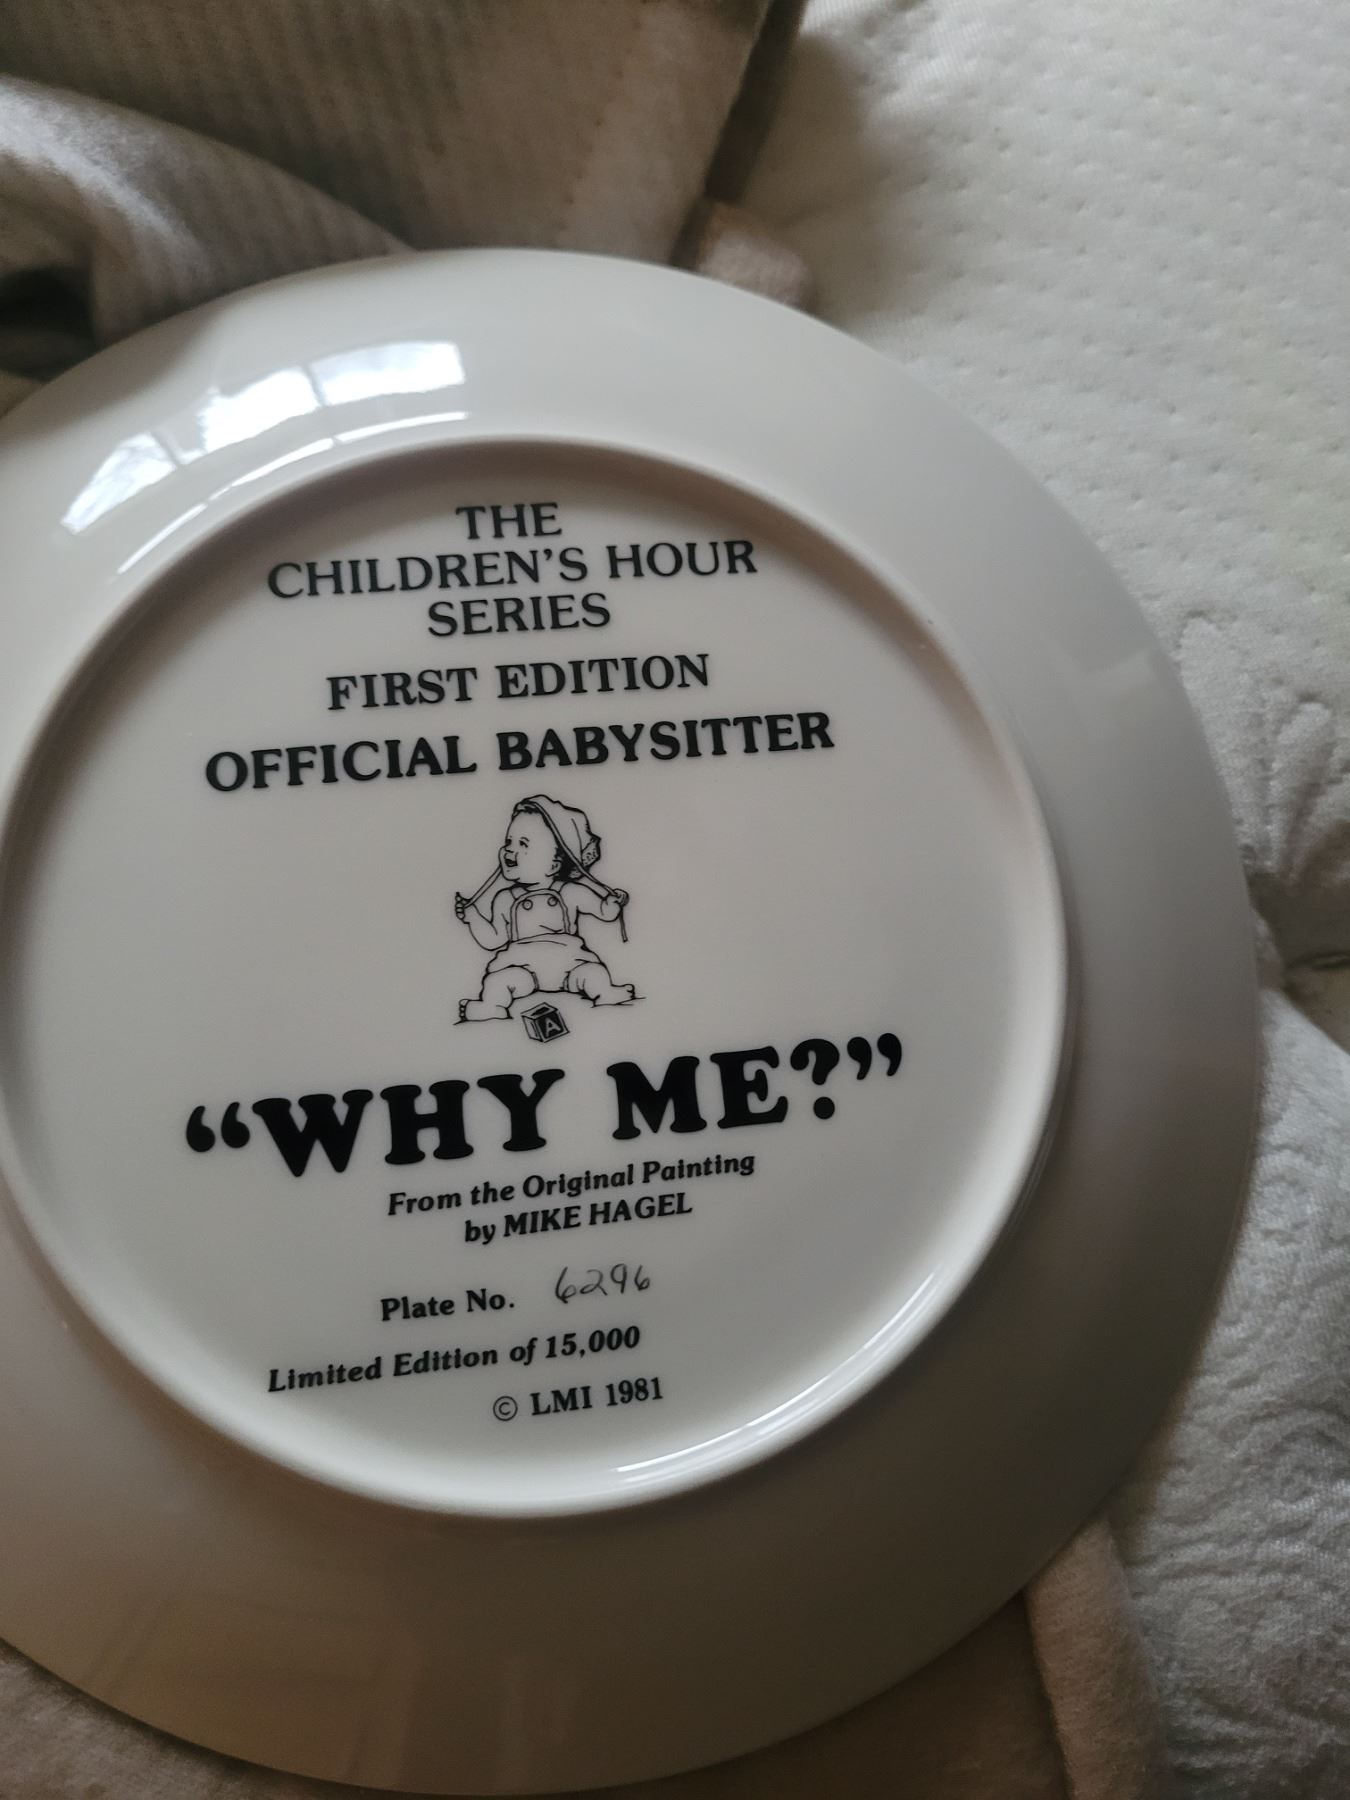 THE
CHILDREN'S HOUR
SERIES
FIRST EDITION
OFFICIAL BABYSITTER
A
“WHY ME?”
From the Original Painting
by MIKE HAGEL
Plate No. 6296
Limited Edition of 15,000
© LMI 1981